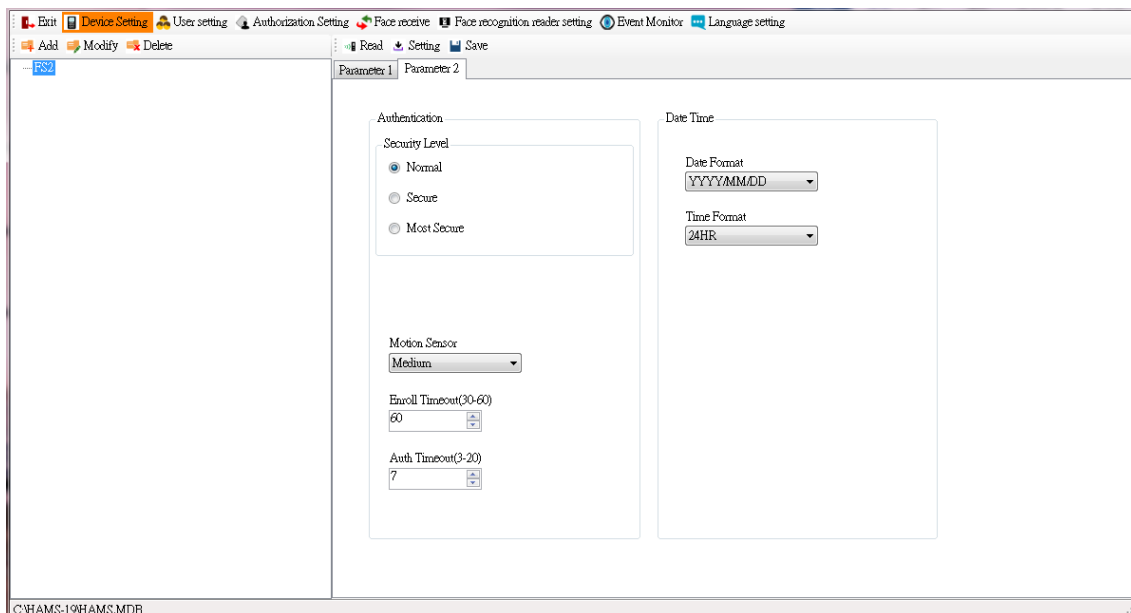 Exit Device Setting User setting Authorization Setting Face receive Face recognition reader setting Event Monitor Language setting
Add Modify Delete Read Setting Save
FS2
Parameter 1 Parameter 2
Authentication
Security Level
Normal
Secure
Most Secure
Motion Sensor
Medium
Enroll Timeout(30-60)
60
Auth Timeout(3-20)
7
Date Time
Date Format
YYYY/MM/DD
Time Format
24HR
C:\HAMS-19\HAMS.MDB